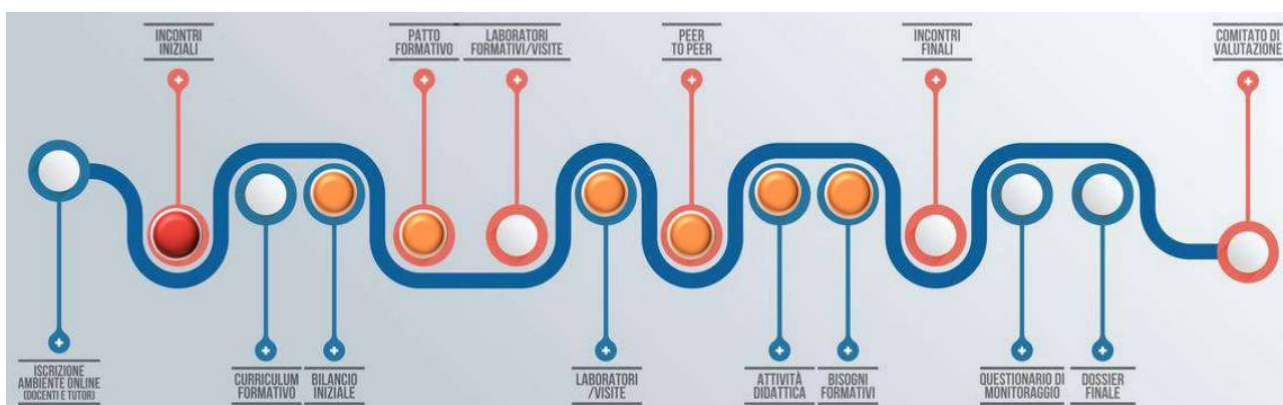 INCONTRI
INIZIALI
PATTO
FORMATIVO
LABORATORI
FORMATIVI/VISITE
PEER
TO PEER
INCONTRI
FINALI
COMITATO DI
VALUTAZIONE
ISCRIZIONE
AMBIENTE ONLINE
(DOCENTI E TUTOR)
CURRICULUM
FORMATIVO
BILANCIO
INIZIALE
LABORATORI
/VISITE
ATTIVITÀ
DIDATTICA
BISOGNI
FORMATIVI
QUESTIONARIO DI
MONITORAGGIO
DOSSIER
FINALE